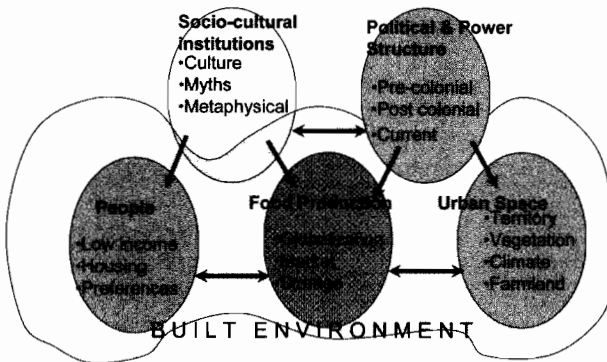 Socio-cultural
institutions
•Culture
•Myths
•Metaphysical
Political & Power
Structure
•Pre-colonial
•Post colonial
•Current
People
•Low income
•Housing
•Preferences
Food Production
•Storage
Urban Space
•Territory
•Vegetation
•Climate
•Farmland
BUILT ENVIRONMENT